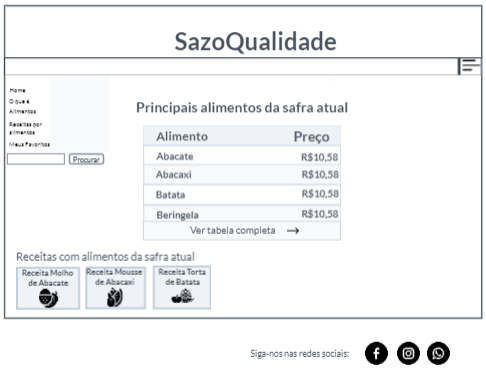 SazoQualidade
Home
O que é
Alimentos
Receitas por
alimentos
Meus Favoritos
Procurar
Principais alimentos da safra atual
Alimento Preço
Abacate R$10,58
Abacaxi R$10,58
Batata R$10,58
Beringela R$10,58
Ver tabela completa →
Receitas com alimentos da safra atual
Receita Molho
de Abacate
Receita Mousse
de Abacaxi
Receita Torta
de Batata
Siga-nos nas redes sociais: